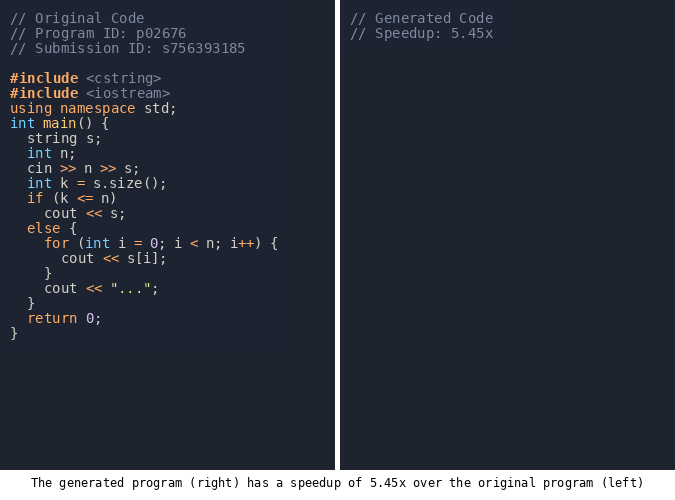 // Original Code
// Program ID: p02676
// Submission ID: s756393185

#include <cstring>
#include <iostream>
using namespace std;
int main() {
  string s;
  int n;
  cin >> n >> s;
  int k = s.size();
  if (k <= n)
    cout << s;
  else {
    for (int i = 0; i < n; i++) {
      cout << s[i];
    }
    cout << "...";
  }
  return 0;
}
// Generated Code
// Speedup: 5.45x
The generated program (right) has a speedup of 5.45x over the original program (left)